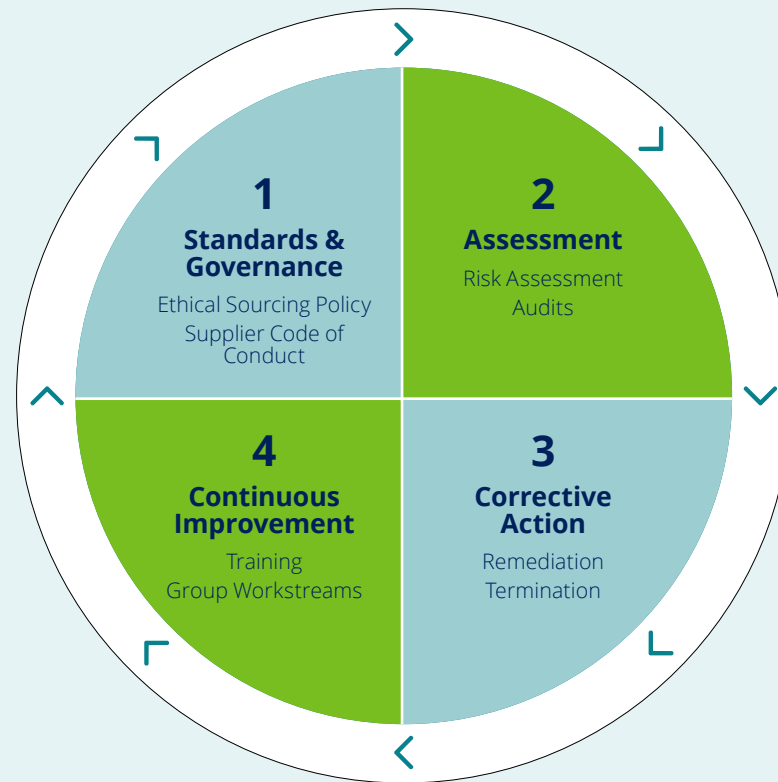 1
Standards &
Governance
Ethical Sourcing Policy
Supplier Code of
Conduct
2
Assessment
Risk Assessment
Audits
3
Corrective
Action
Remediation
Termination
4
Continuous
Improvement
Training
Group Workstreams